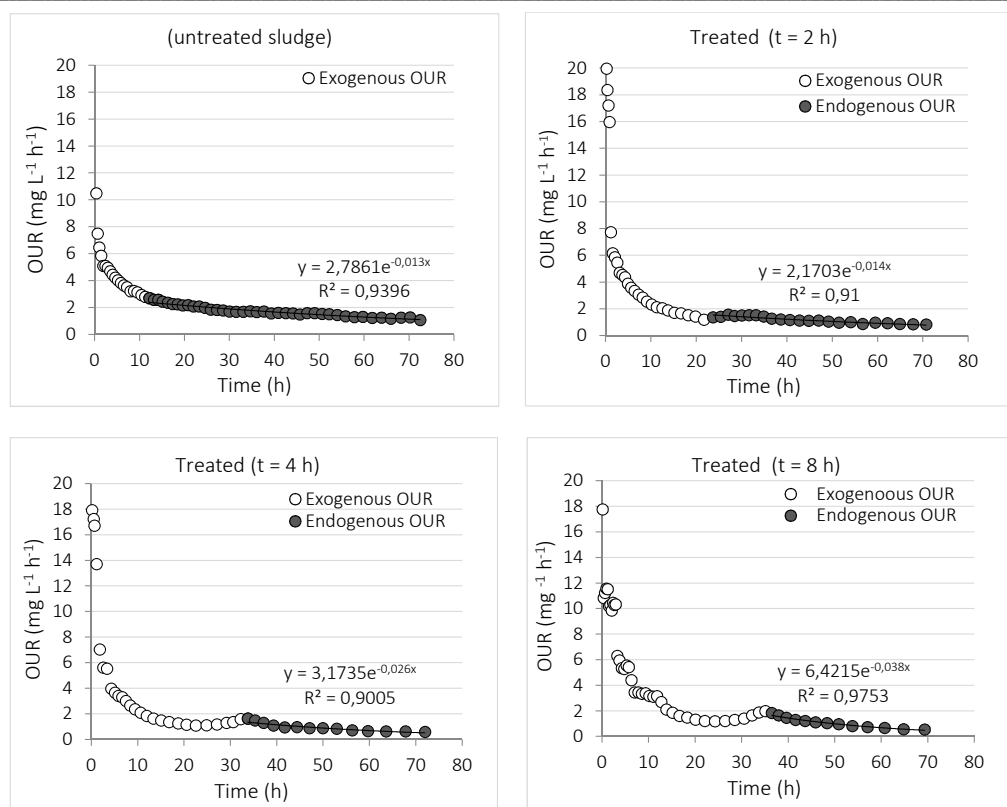 (untreated sludge)
20
18
16
14
12
10
8
6
4
2
0
OUR (mg L⁻¹ h⁻¹)
Exogenous OUR
y = 2,7861e⁻⁰,⁰¹³ˣ
R² = 0,9396
0 10 20 30 40 50 60 70 80
Time (h)
Treated (t = 2 h)
20
18
16
14
12
10
8
6
4
2
0
OUR (mg L⁻¹ h⁻¹)
Exogenous OUR
Endogenous OUR
y = 2,1703e⁻⁰,⁰¹⁴ˣ
R² = 0,91
0 10 20 30 40 50 60 70 80
Time (h)
Treated (t = 4 h)
20
18
16
14
12
10
8
6
4
2
0
OUR (mg L⁻¹ h⁻¹)
Exogenous OUR
Endogenous OUR
y = 3,1735e⁻⁰,⁰²⁶ˣ
R² = 0,9005
0 10 20 30 40 50 60 70 80
Time (h)
Treated (t = 8 h)
20
18
16
14
12
10
8
6
4
2
0
OUR (mg ⁻¹ h⁻¹)
Exogenoous OUR
Endogenous OUR
y = 6,4215e⁻⁰,⁰³⁸ˣ
R² = 0,9753
0 10 20 30 40 50 60 70 80
Time (h)